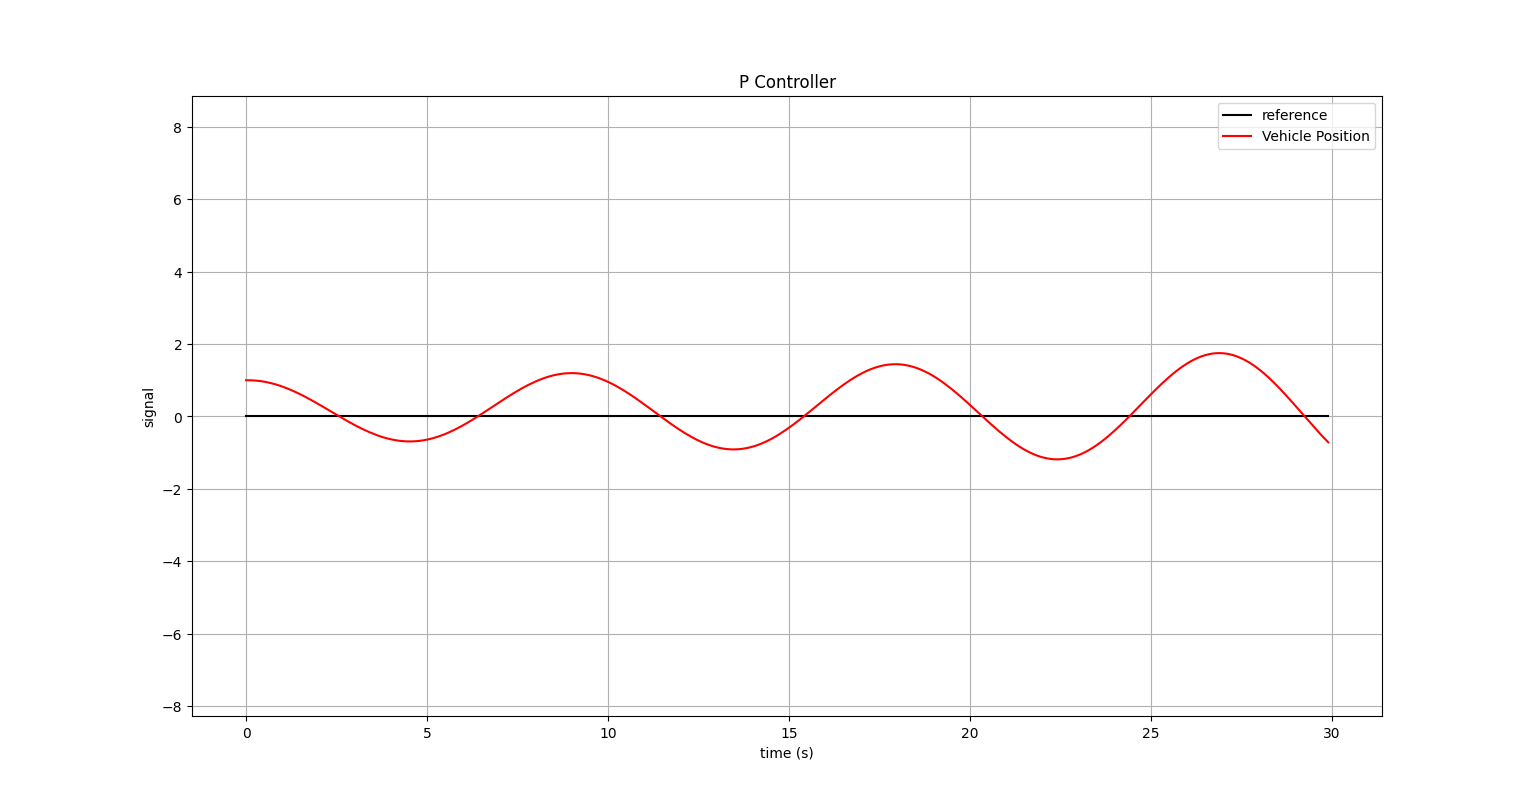 P Controller
reference
Vehicle Position
8
6
4
2
0
−2
−4
−6
−8
signal
0 5 10 15 20 25 30
time (s)